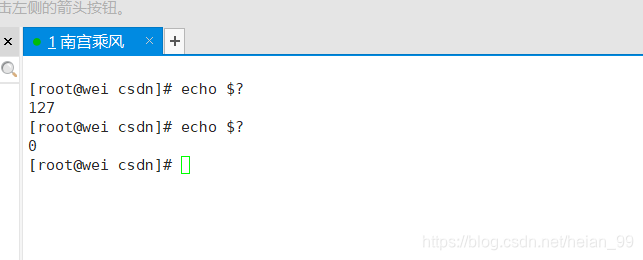 击左侧的箭头按钮。
1 南宫乘风
[root@wei csdn]# echo $?
127
[root@wei csdn]# echo $?
0
[root@wei csdn]#
https://blog.csdn.net/heian_99